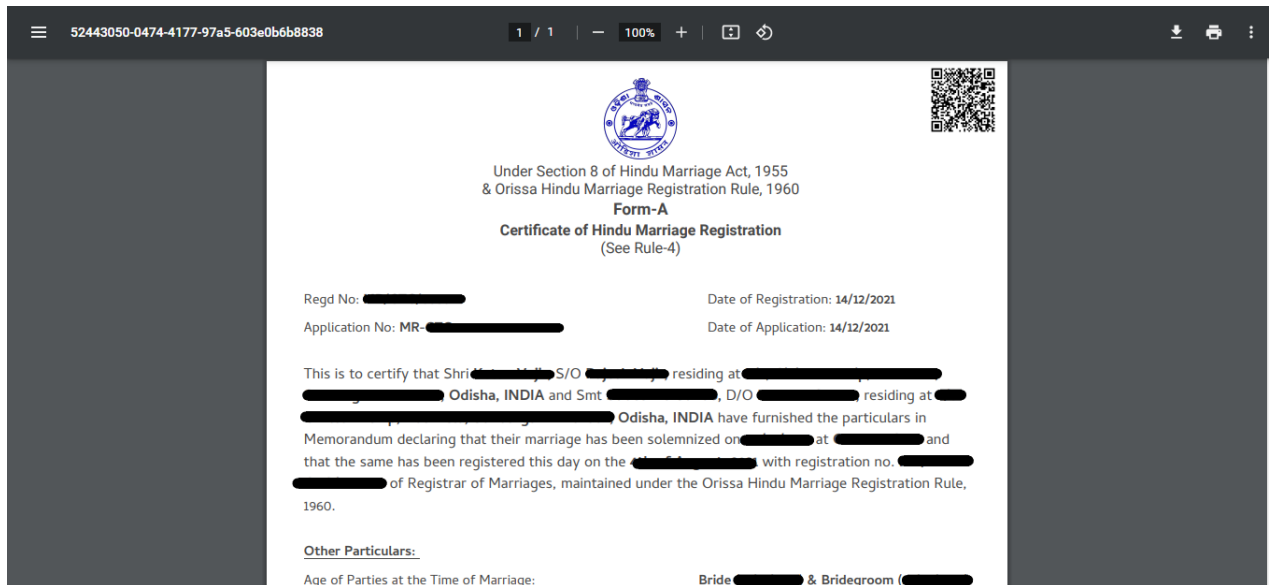 52443050-0474-4177-97a5-603e0b6b8838 1 / 1 100%
ଓଡ଼ିଶା ଶାସନ
ओडिशा शासन
Under Section 8 of Hindu Marriage Act, 1955
& Orissa Hindu Marriage Registration Rule, 1960
Form-A
Certificate of Hindu Marriage Registration
(See Rule-4)
Regd No: Date of Registration: 14/12/2021
Application No: MR- Date of Application: 14/12/2021
This is to certify that Shri S/O residing at
, Odisha, INDIA and Smt , D/O , residing at
Odisha, INDIA have furnished the particulars in
Memorandum declaring that their marriage has been solemnized on at and
that the same has been registered this day on the with registration no.
of Registrar of Marriages, maintained under the Orissa Hindu Marriage Registration Rule,
1960.
Other Particulars:
Age of Parties at the Time of Marriage: Bride & Bridegroom (